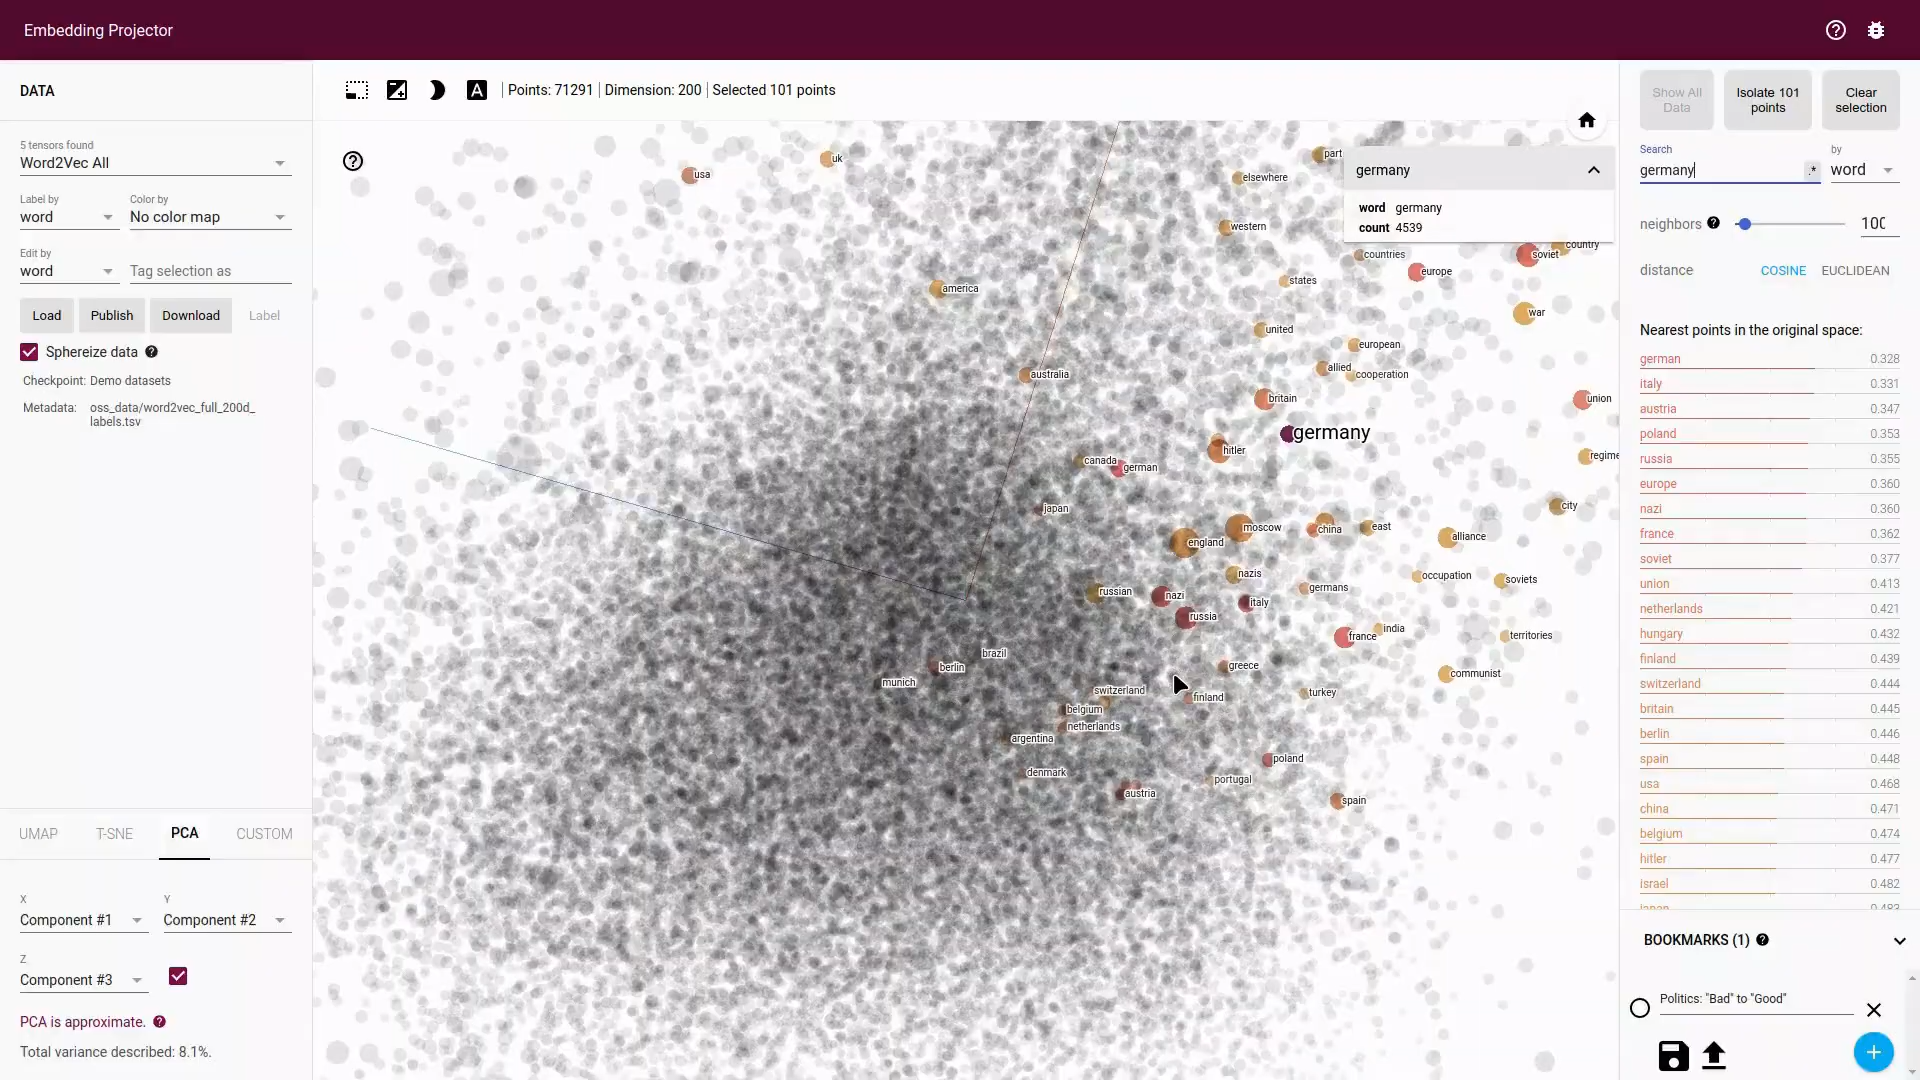 Embedding Projector
DATA
5 tensors found
Word2Vec All
Label by
word
Color by
No color map
Edit by
word
Tag selection as
Load
Publish
Download
Label
Sphereize data
Checkpoint: Demo datasets
Metadata: oss_data/word2vec_full_200d_
labels.tsv
UMAP
T-SNE
PCA
CUSTOM
X
Component #1
Y
Component #2
Z
Component #3
PCA is approximate.
Total variance described: 8.1%.
A
Points: 71291
Dimension: 200
Selected 101 points
usa
uk
part
elsewhere
western
countries
country
soviet
europe
states
america
war
united
european
allied
cooperation
australia
britain
union
germany
hitler
regime
canada
german
japan
city
moscow
china
east
england
alliance
nazis
occupation
soviets
russian
nazi
germans
italy
russia
india
france
territories
brazil
berlin
greece
communist
munich
switzerland
finland
turkey
belgium
netherlands
argentina
poland
denmark
portugal
austria
spain
germany
word germany
count 4539
Show All
Data
Isolate 101
points
Clear
selection
Search
germany
.*
by
word
neighbors
100
distance
COSINE
EUCLIDEAN
Nearest points in the original space:
german 0.328
italy 0.331
austria 0.347
poland 0.353
russia 0.355
europe 0.360
nazi 0.360
france 0.362
soviet 0.377
union 0.413
netherlands 0.421
hungary 0.432
finland 0.439
switzerland 0.444
britain 0.445
berlin 0.446
spain 0.448
usa 0.468
china 0.471
belgium 0.474
hitler 0.477
israel 0.482
japan 0.483
BOOKMARKS (1)
Politics: "Bad" to "Good"